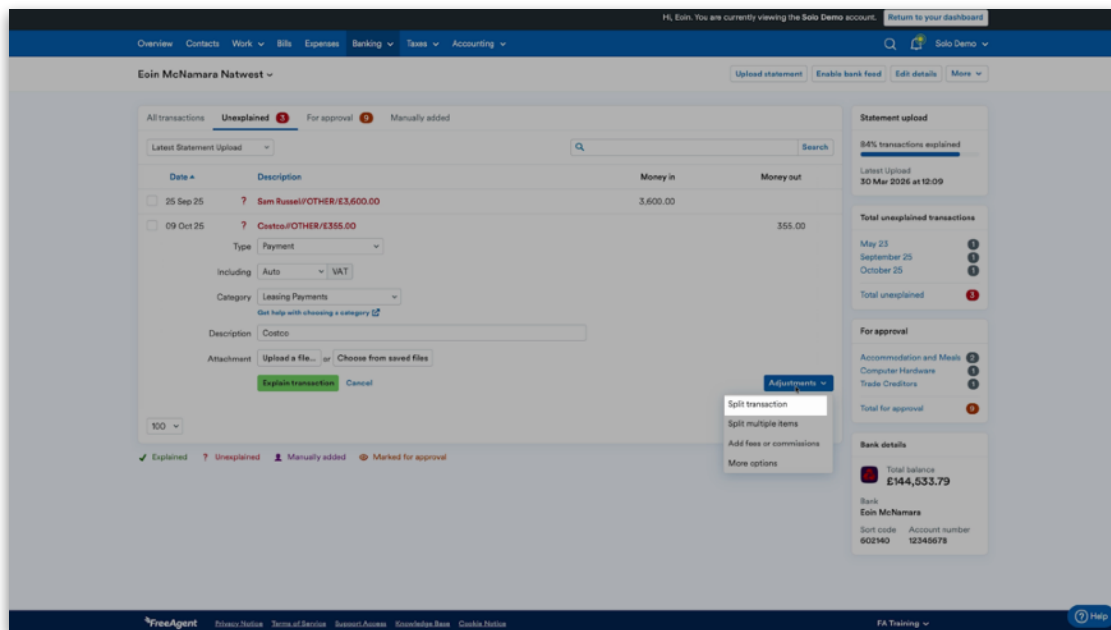 Hi, Eoin. You are currently viewing the Solo Demo account. Return to your dashboard
Overview Contacts Work Bills Expenses Banking Taxes Accounting Solo Demo
Eoin McNamara Natwest Upload statement Enable bank feed Edit details More
All transactions Unexplained 3 For approval 9 Manually added
Latest Statement Upload Search
Date Description Money in Money out
25 Sep 25 ? Sam Russel//OTHER/£3,600.00 3,600.00
09 Oct 25 ? Costco//OTHER/£355.00 355.00
Type Payment
Including Auto VAT
Category Leasing Payments
Get help with choosing a category
Description Costco
Attachment Upload a file... or Choose from saved files
Explain transaction Cancel Adjustments
Split transaction
Split multiple items
Add fees or commissions
More options
100
Explained ? Unexplained Manually added Marked for approval
Statement upload
84% transactions explained
Latest Upload
30 Mar 2026 at 12:09
Total unexplained transactions
May 23 1
September 25 1
October 25 1
Total unexplained 3
For approval
Accommodation and Meals 2
Computer Hardware 1
Trade Creditors 1
Total for approval 9
Bank details
Total balance
£144,533.79
Bank
Eoin McNamara
Sort code Account number
602140 12345678
FreeAgent Privacy Notice Terms of Service Support Access Knowledge Base Cookie Notice FA Training
? Help